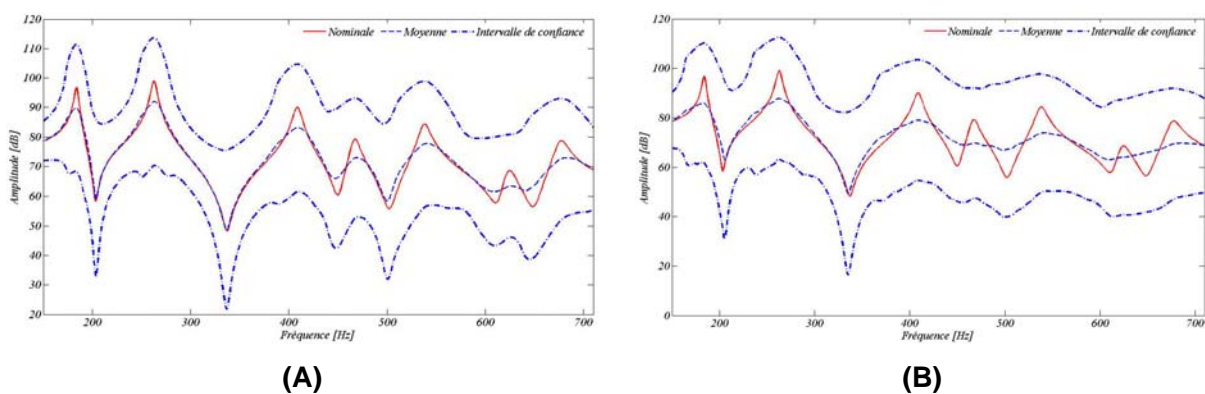 120
110
100
90
80
70
60
50
40
30
20
Amplitude [dB]
Nominale Moyenne Intervalle de confiance
200 300 400 500 600 700
Fréquence [Hz]
(A)
120
100
80
60
40
20
0
Amplitude [dB]
Nominale Moyenne Intervalle de confiance
200 300 400 500 600 700
Fréquence [Hz]
(B)